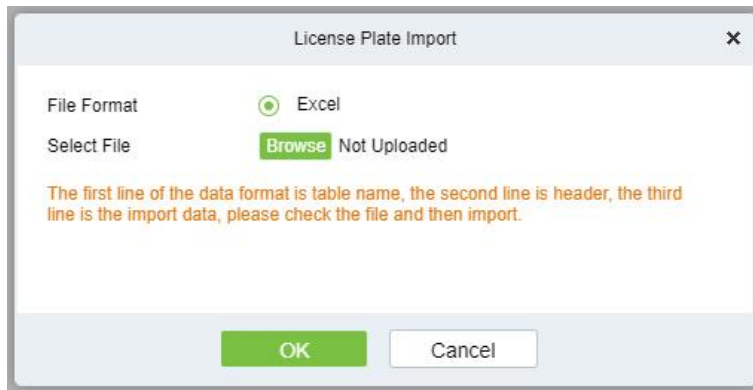 License Plate Import ×
File Format Excel
Select File Browse Not Uploaded
The first line of the data format is table name, the second line is header, the third
line is the import data, please check the file and then import.
OK Cancel